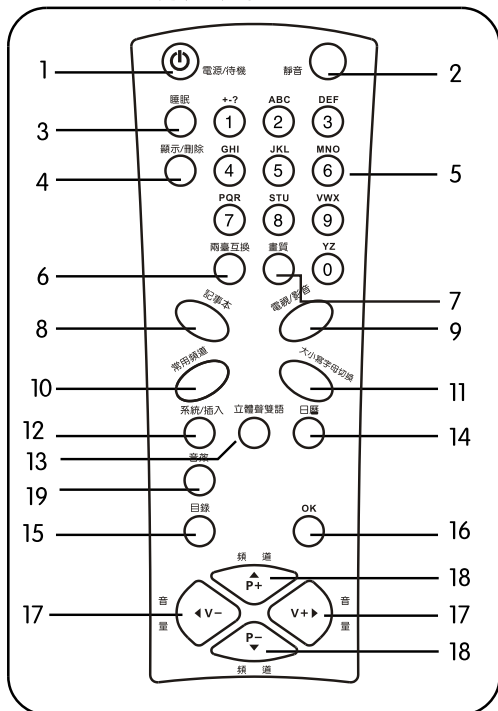 1 電源/待機 靜音 2
睡眠 +-? ABC DEF
3 1 2 3
顯示/刪除 GHI JKL MNO
4 4 5 6 5
PQR STU VWX
7 8 9
兩臺互換 畫質 YZ
6 0 7
記事本 電視/影音
8 9
常用頻道 大小寫字母切換
10 11
系統/插入 立體聲雙語 日曆
12 14
13 音效
19
目錄 OK
15 16
頻 道
P+ 18
音 音
17 V- V+ 17
量 量
P- 18
頻 道